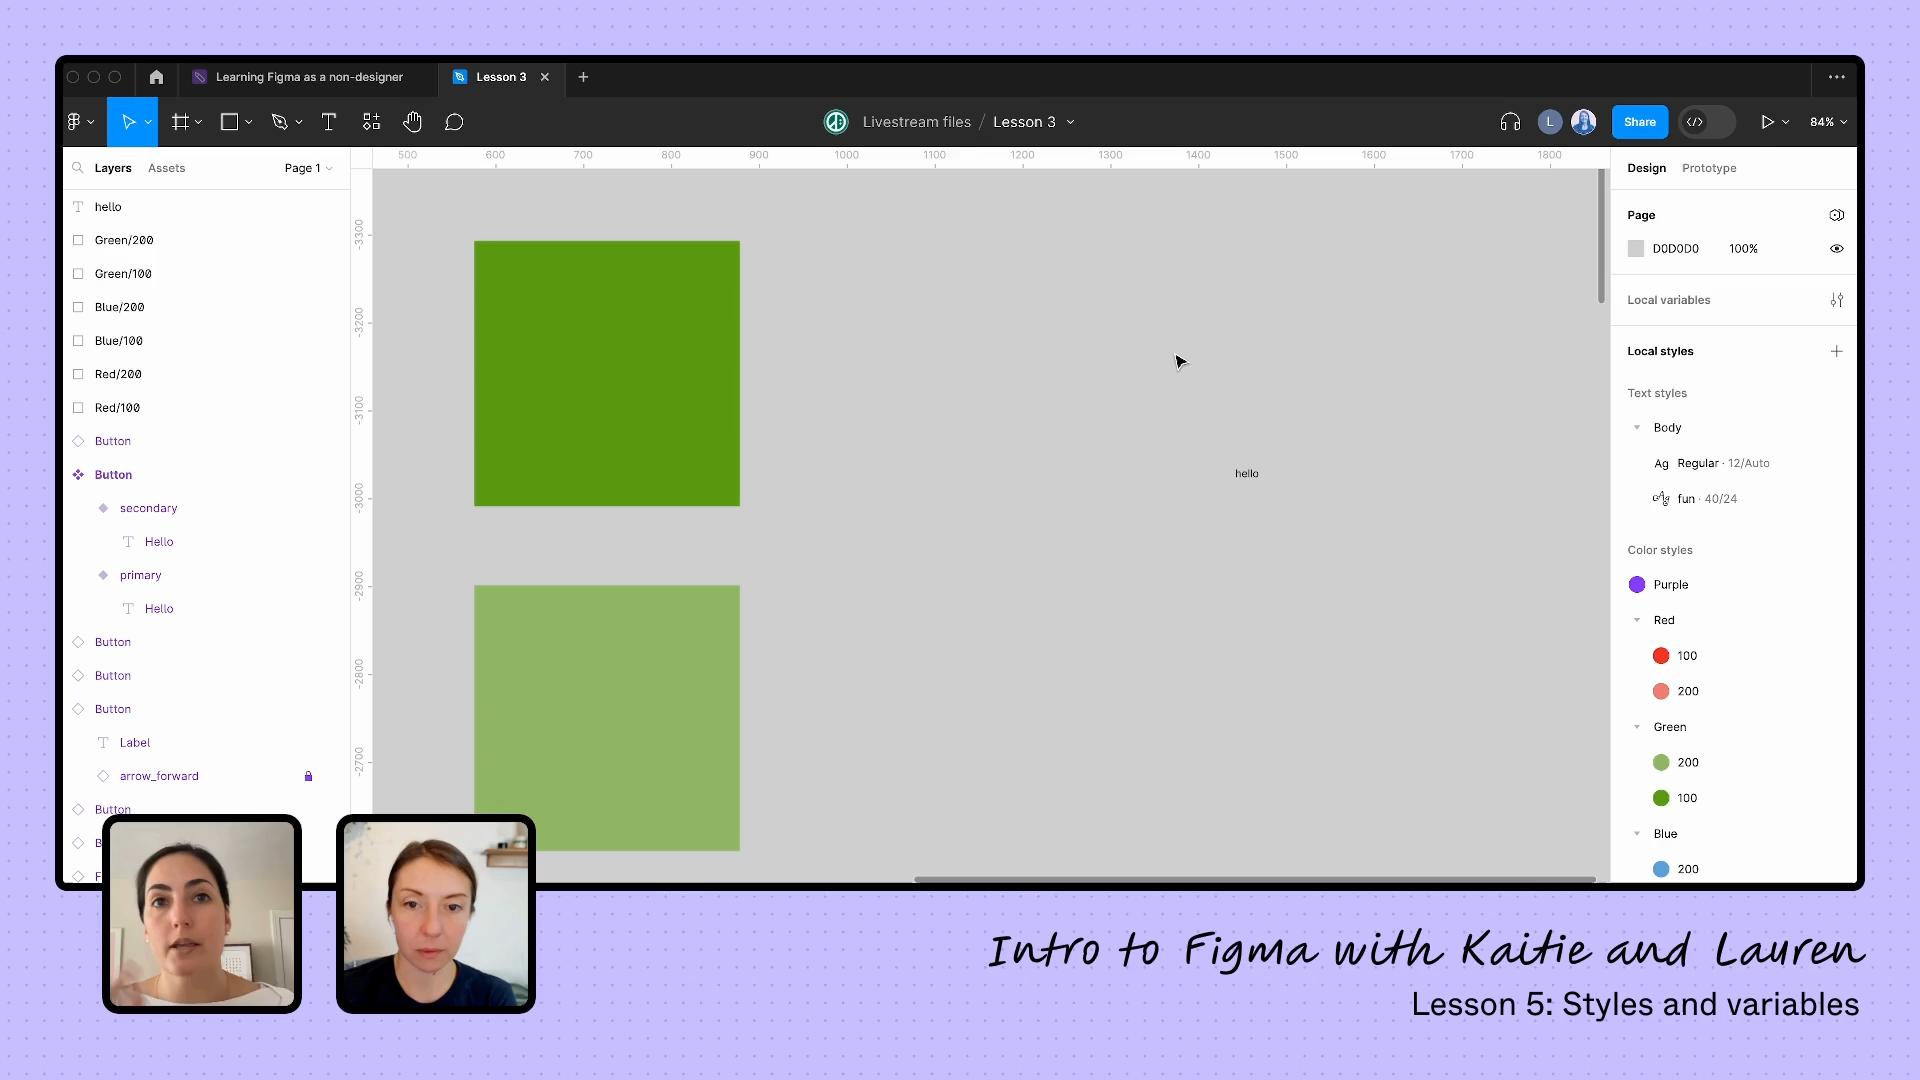 Learning Figma as a non-designer
Lesson 3
Livestream files / Lesson 3
L
Share
84%
Layers
Assets
Page 1
hello
Green/200
Green/100
Blue/200
Blue/100
Red/200
Red/100
Button
Button
secondary
Hello
primary
Hello
Button
Button
Button
Label
arrow_forward
Button
B
F
500 600 700 800 900 1000 1100 1200 1300 1400 1500 1600 1700 1800
-3300
-3200
-3100
-3000
-2900
-2800
-2700
hello
Design
Prototype
Page
D0D0D0 100%
Local variables
Local styles
Text styles
Body
Ag Regular · 12/Auto
Ag fun · 40/24
Color styles
Purple
Red
100
200
Green
200
100
Blue
200
Intro to Figma with Kaitie and Lauren
Lesson 5: Styles and variables